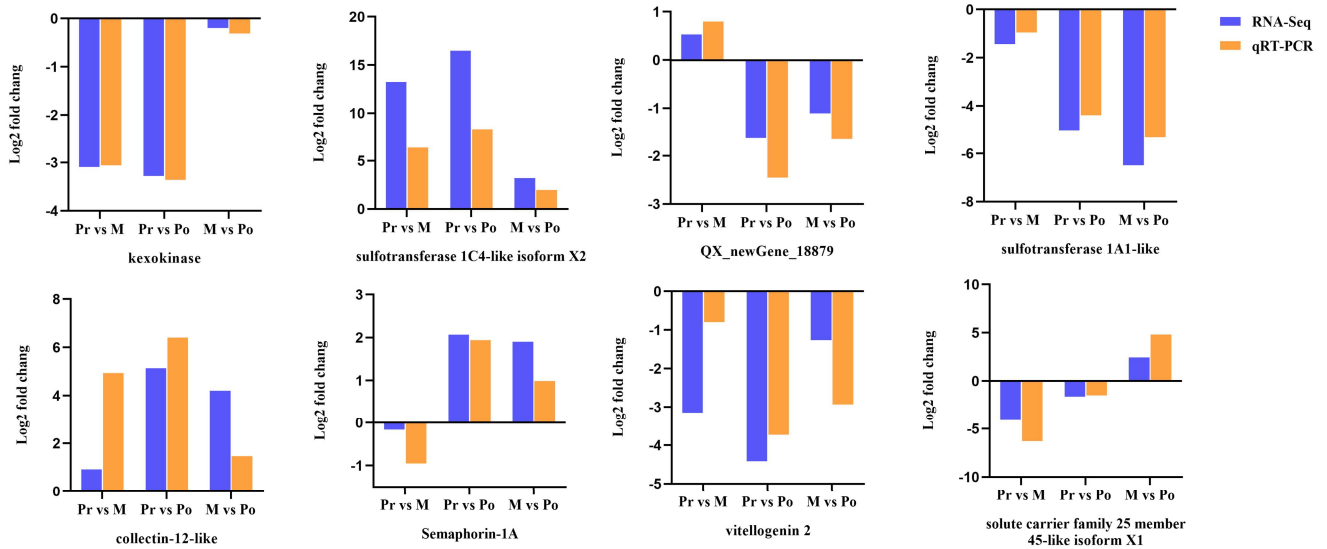 Log2 fold chang
0
-1
-2
-3
-4
Pr vs M Pr vs Po M vs Po
kexokinase
Log2 fold chang
20
15
10
5
0
Pr vs M Pr vs Po M vs Po
sulfotransferase 1C4-like isoform X2
Log2 fold chang
1
0
-1
-2
-3
Pr vs M Pr vs Po M vs Po
QX_newGene_18879
Log2 fold chang
0
-2
-4
-6
-8
Pr vs M Pr vs Po M vs Po
sulfotransferase 1A1-like
RNA-Seq
qRT-PCR
Log2 fold chang
8
6
4
2
0
Pr vs M Pr vs Po M vs Po
collectin-12-like
Log2 fold chang
3
2
1
0
-1
Pr vs M Pr vs Po M vs Po
Semaphorin-1A
Log2 fold chang
0
-1
-2
-3
-4
-5
Pr vs M Pr vs Po M vs Po
vitellogenin 2
Log2 fold chang
10
5
0
-5
-10
Pr vs M Pr vs Po M vs Po
solute carrier family 25 member
45-like isoform X1